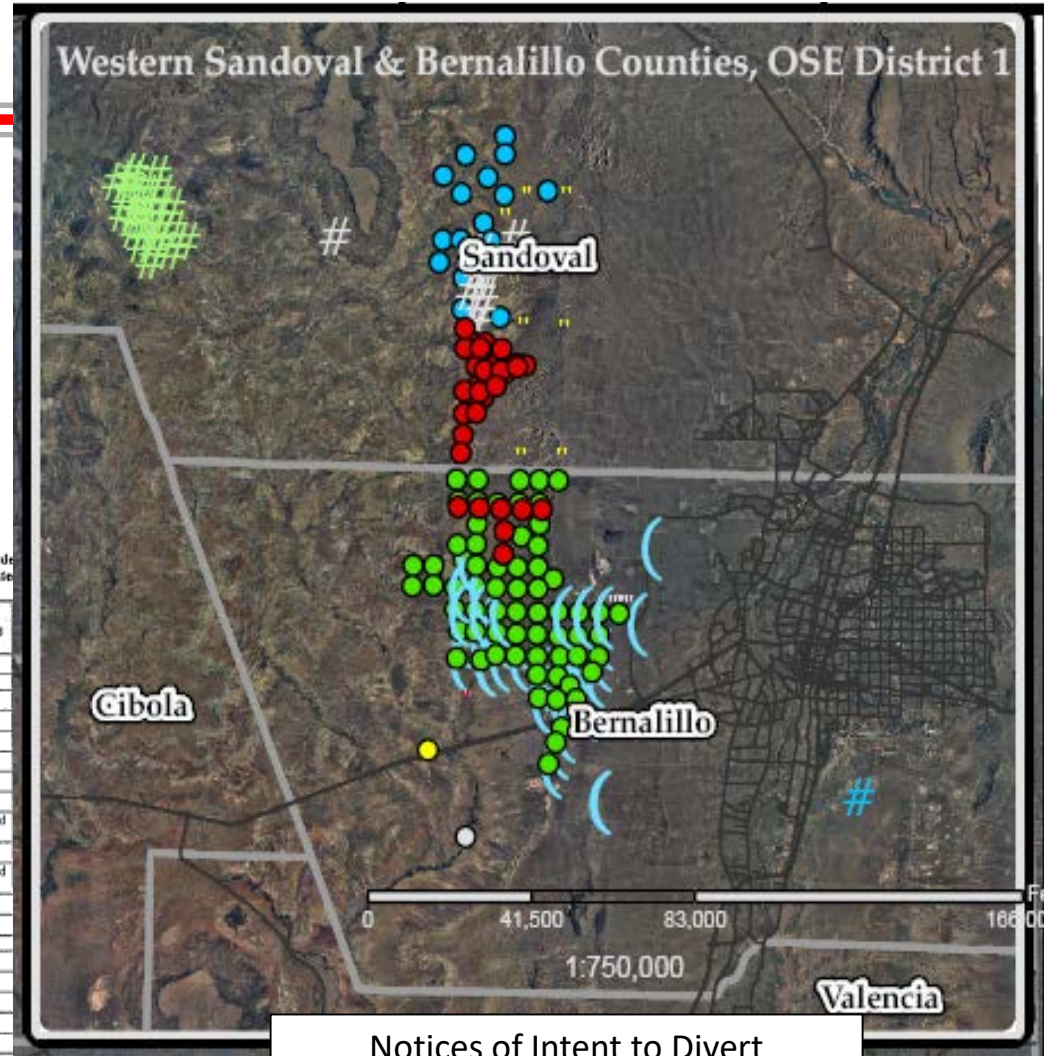 Western Sandoval & Bernalillo Counties, OSE District 1
#
#
Sandoval
Cibola
Bernalillo
#
0 41,500 83,000 166,000
1:750,000
Valencia
Notices of Intent to Divert